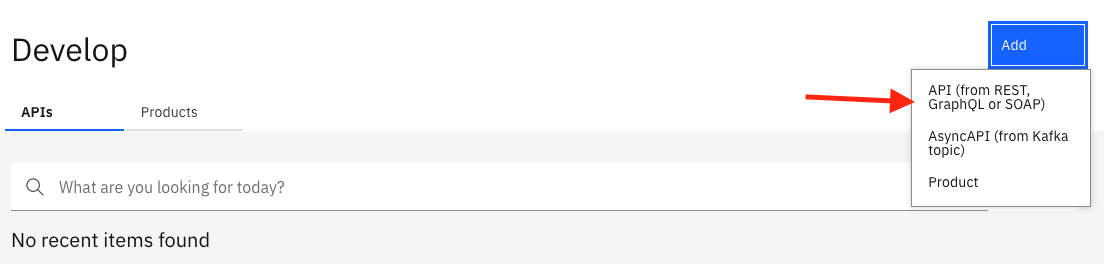 Develop
Add
APIs
Products
API (from REST,
GraphQL or SOAP)
AsyncAPI (from Kafka
topic)
Product
What are you looking for today?
No recent items found